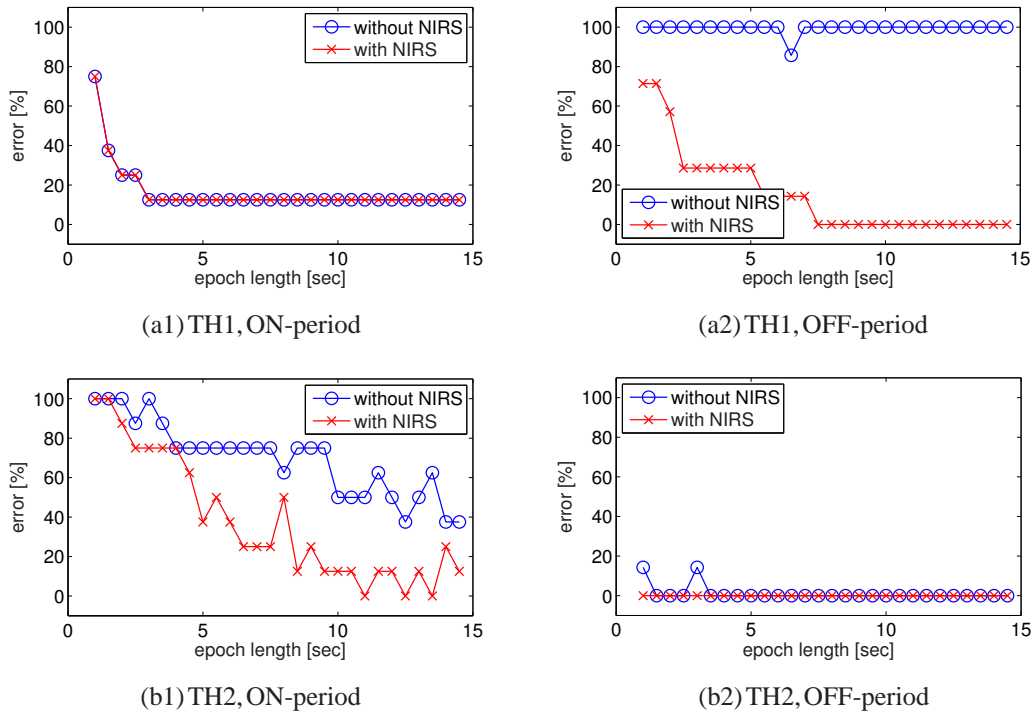 100
80
60
40
20
0
error [%]
without NIRS
with NIRS
0 5 10 15
epoch length [sec]
(a1) TH1, ON-period
100
80
60
40
20
0
error [%]
without NIRS
with NIRS
0 5 10 15
epoch length [sec]
(a2) TH1, OFF-period
100
80
60
40
20
0
error [%]
without NIRS
with NIRS
0 5 10 15
epoch length [sec]
(b1) TH2, ON-period
100
80
60
40
20
0
error [%]
without NIRS
with NIRS
0 5 10 15
epoch length [sec]
(b2) TH2, OFF-period